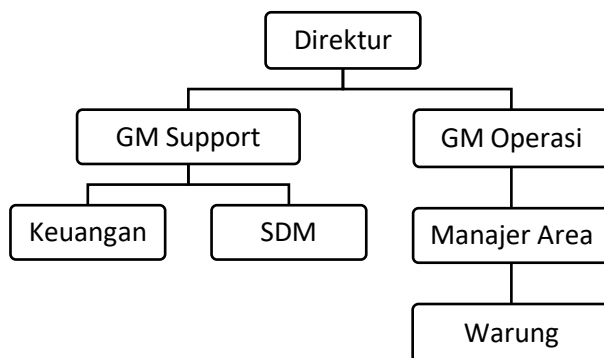 Direktur
GM Support
GM Operasi
Keuangan
SDM
Manajer Area
Warung